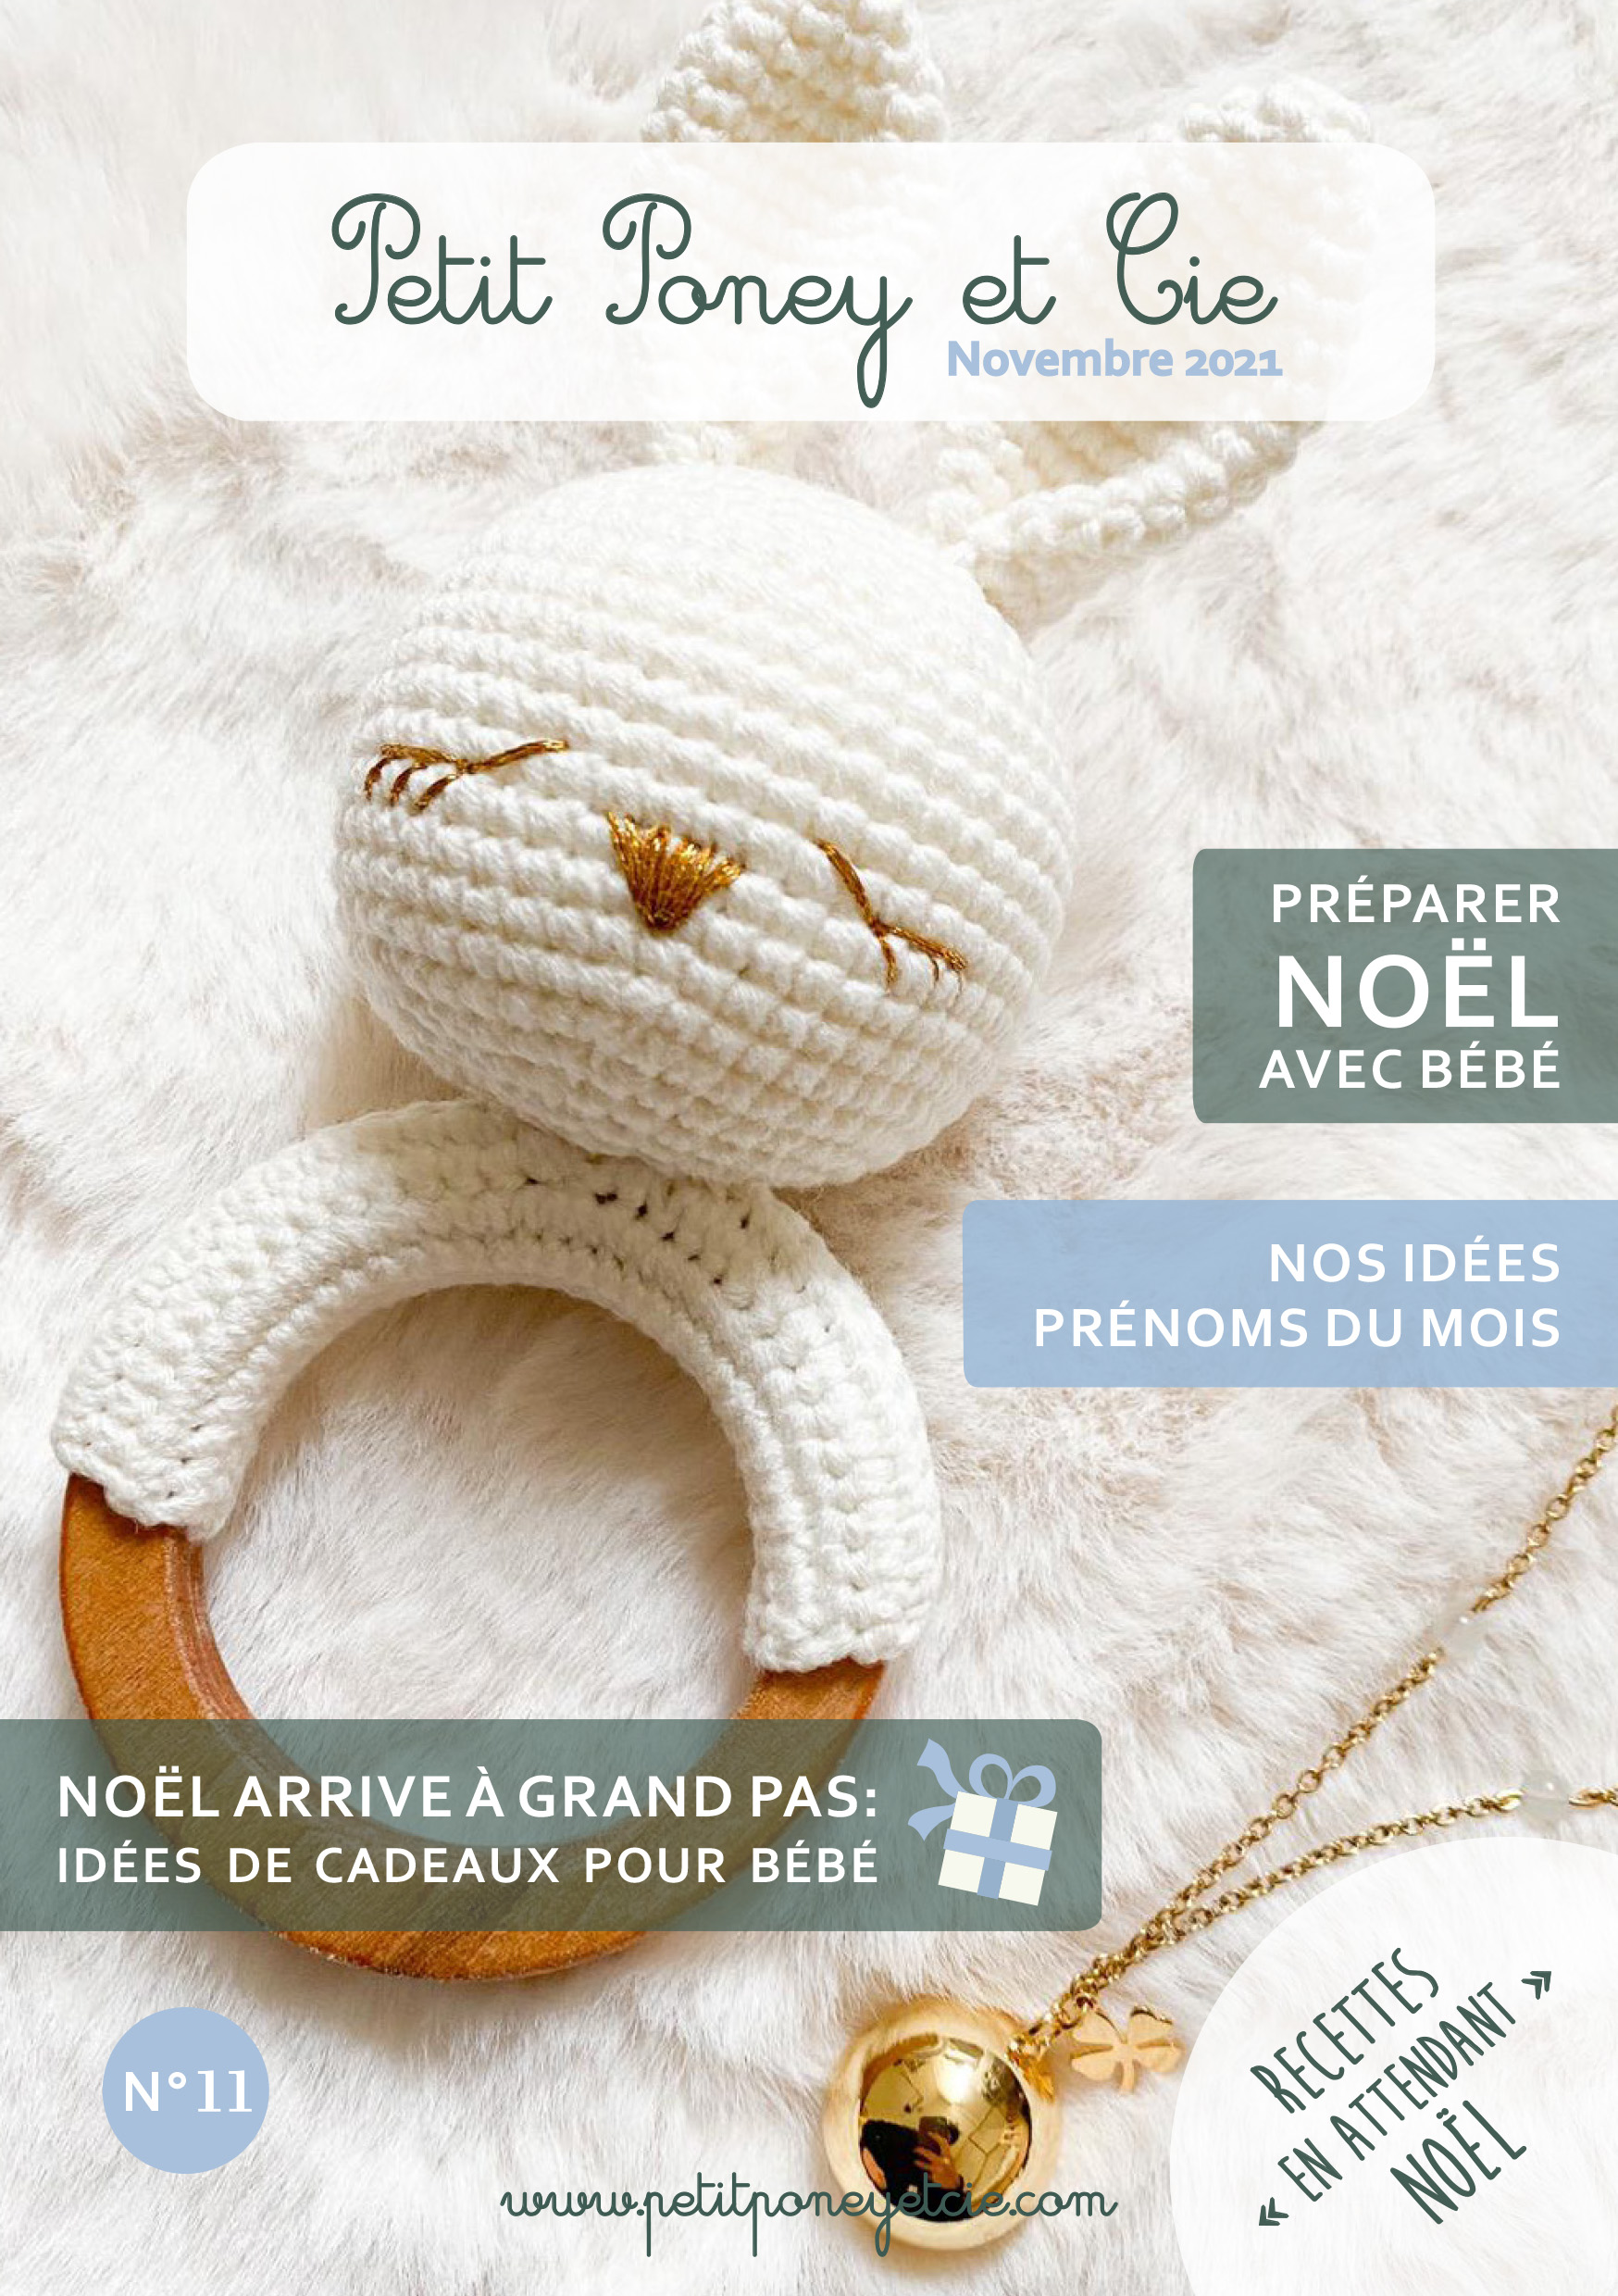 Petit Poney et Cie
Novembre 2021
PRÉPARER
NOËL
AVEC BÉBÉ
NOS IDÉES
PRÉNOMS DU MOIS
NOËL ARRIVE À GRAND PAS:
IDÉES DE CADEAUX POUR BÉBÉ
N°11
RECETTES
« EN ATTENDANT »
NOËL
www.petitponeyetcie.com